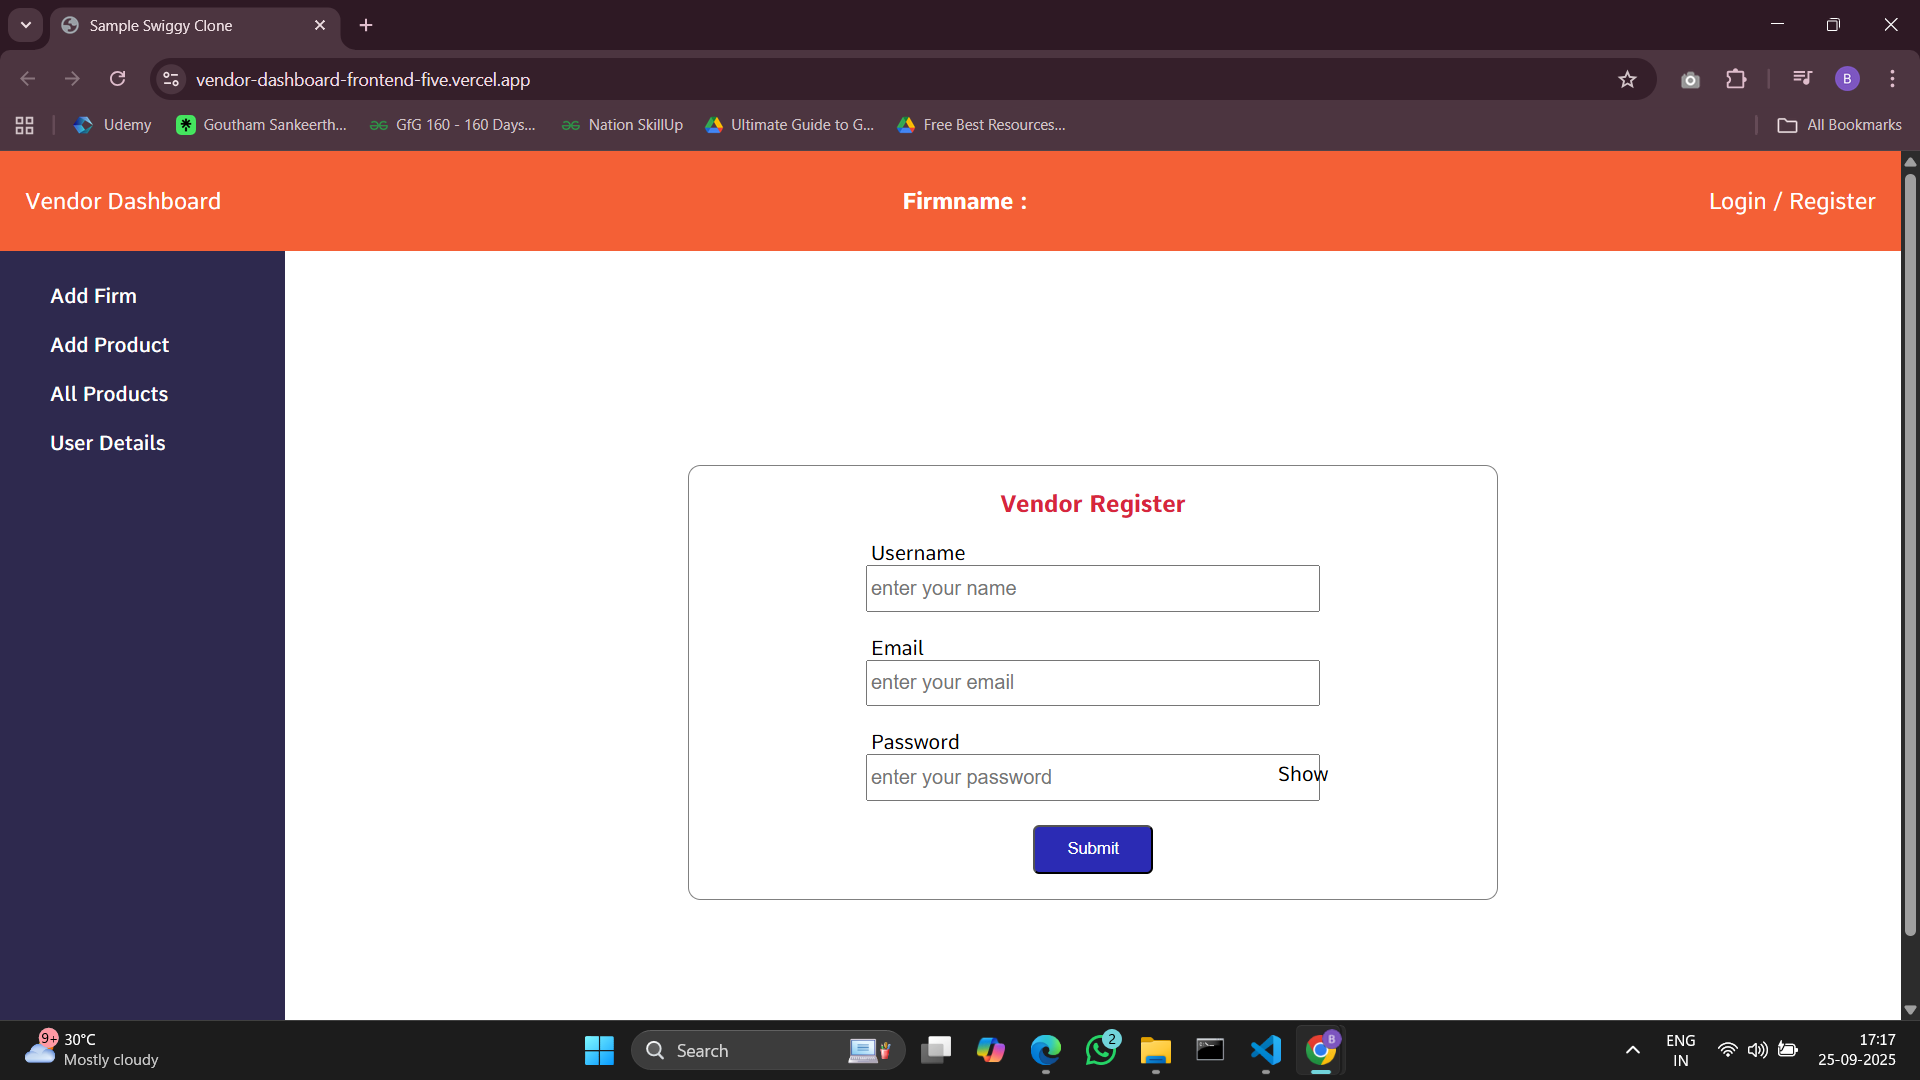 Sample Swiggy Clone
vendor-dashboard-frontend-five.vercel.app
B
Udemy
Goutham Sankeerth...
GfG 160 - 160 Days...
Nation SkillUp
Ultimate Guide to G...
Free Best Resources...
All Bookmarks
Vendor Dashboard
Firmname :
Login / Register
Add Firm
Add Product
All Products
User Details
Vendor Register
Username
enter your name
Email
enter your email
Password
enter your password
Show
Submit
9+
30°C
Mostly cloudy
Search
2
B
ENG
IN
17:17
25-09-2025